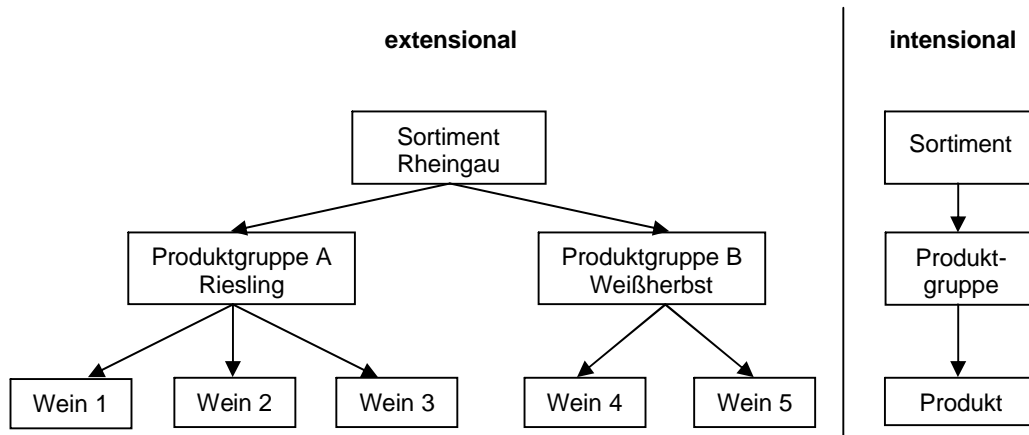 extensional
intensional
Sortiment
Rheingau
Sortiment
Produktgruppe A
Riesling
Produktgruppe B
Weißherbst
Produkt-
gruppe
Wein 1
Wein 2
Wein 3
Wein 4
Wein 5
Produkt